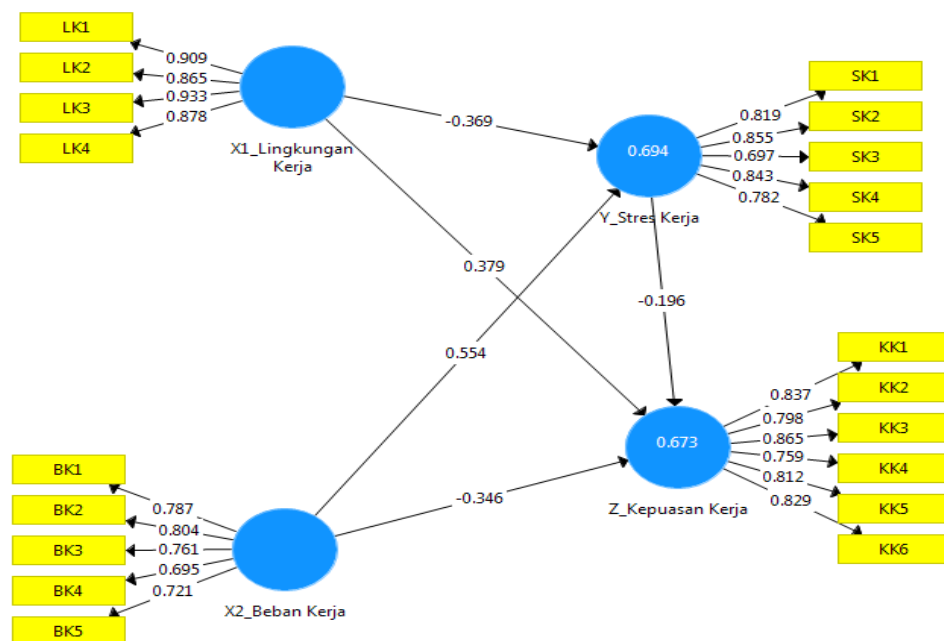 LK1
LK2
LK3
LK4
0.909
0.865
0.933
0.878
X1_Lingkungan
Kerja
-0.369
0.379
0.694
Y_Stres Kerja
0.819
0.855
0.697
0.843
0.782
SK1
SK2
SK3
SK4
SK5
-0.196
0.554
BK1
BK2
BK3
BK4
BK5
0.787
0.804
0.761
0.695
0.721
X2_Beban Kerja
-0.346
0.673
Z_Kepuasan Kerja
0.837
0.798
0.865
0.759
0.812
0.829
KK1
KK2
KK3
KK4
KK5
KK6